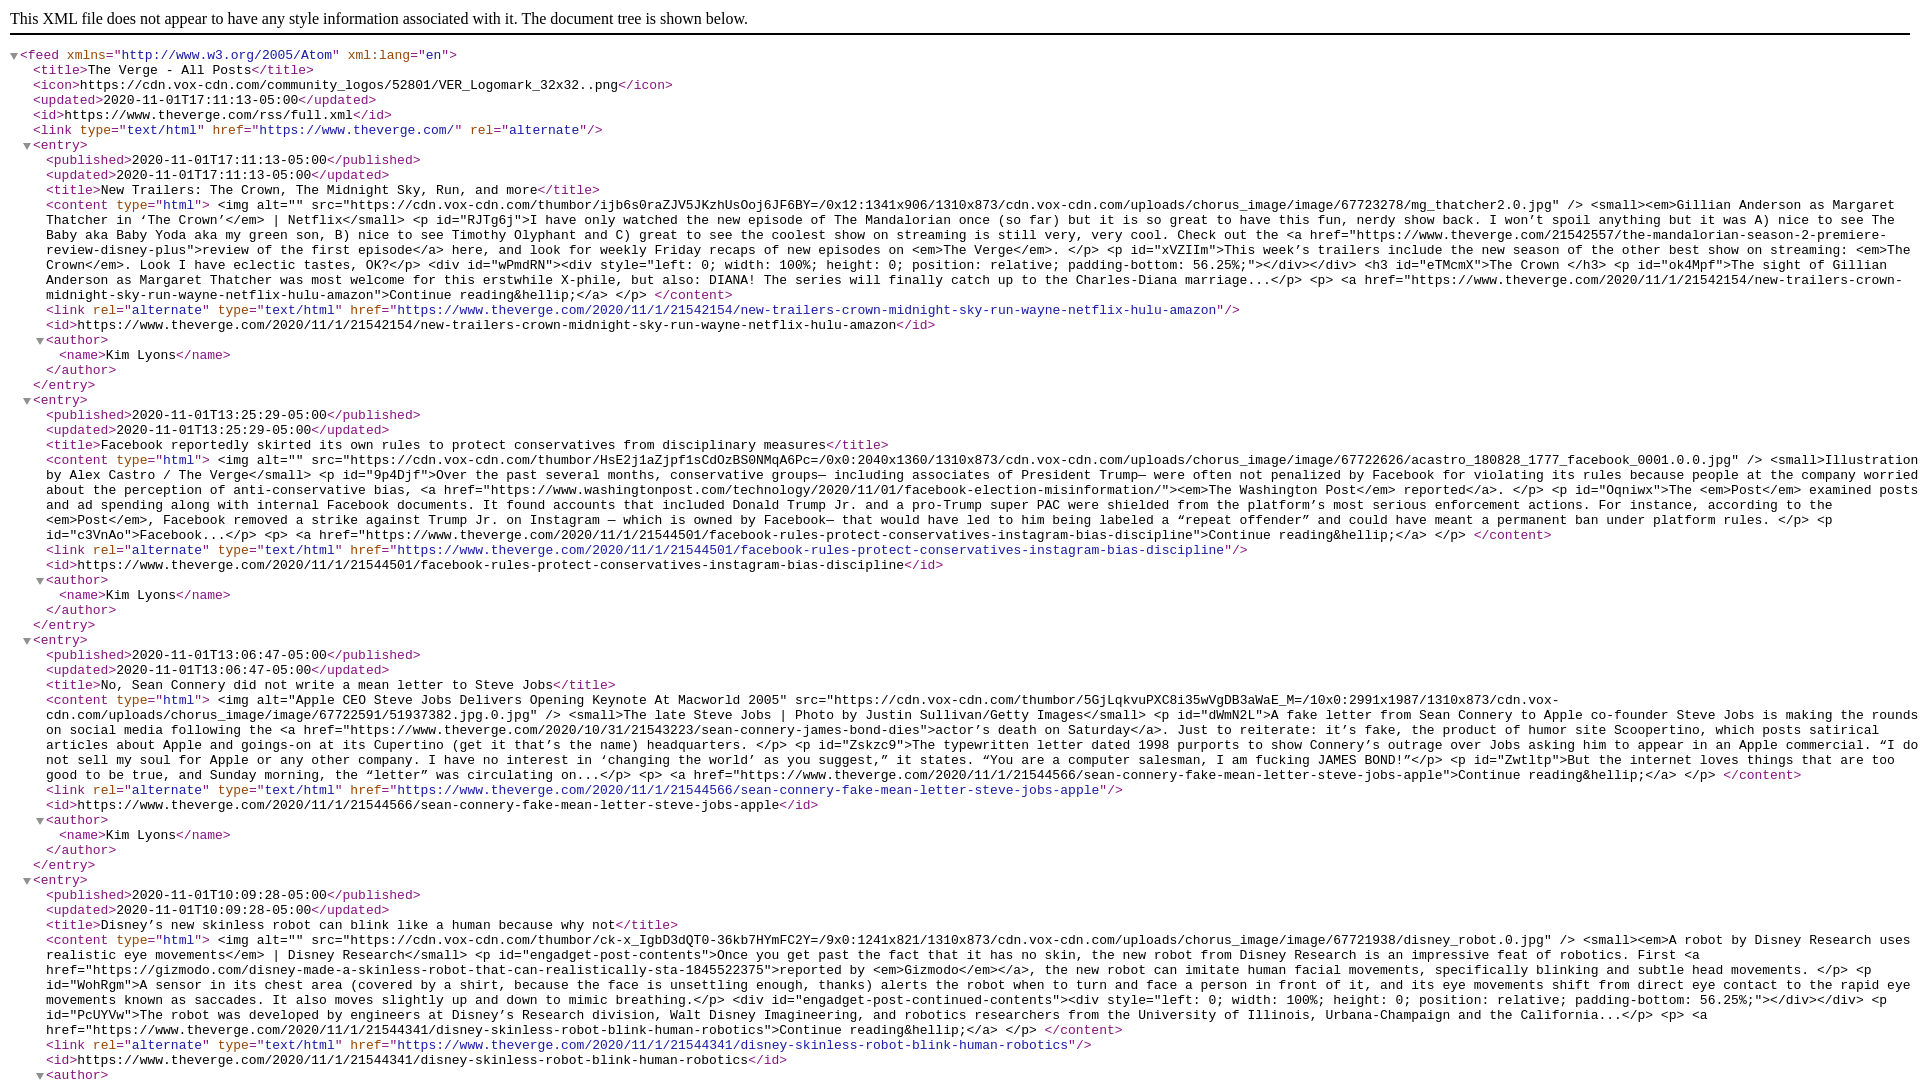 This XML file does not appear to have any style information associated with it. The document tree is shown below.
<feed xmlns="http://www.w3.org/2005/Atom" xml:lang="en">
<title>The Verge - All Posts</title>
<icon>https://cdn.vox-cdn.com/community_logos/52801/VER_Logomark_32x32..png</icon>
<updated>2020-11-01T17:11:13-05:00</updated>
<id>https://www.theverge.com/rss/full.xml</id>
<link type="text/html" href="https://www.theverge.com/" rel="alternate"/>
<entry>
<published>2020-11-01T17:11:13-05:00</published>
<updated>2020-11-01T17:11:13-05:00</updated>
<title>New Trailers: The Crown, The Midnight Sky, Run, and more</title>
<content type="html"> <img alt="" src="https://cdn.vox-cdn.com/thumbor/ijb6s0raZJV5JKzhUsOoj6JF6BY=/0x12:1341x906/1310x873/cdn.vox-cdn.com/uploads/chorus_image/image/67723278/mg_thatcher2.0.jpg" /> <small><em>Gillian Anderson as Margaret
Thatcher in ‘The Crown’</em> | Netflix</small> <p id="RJTg6j">I have only watched the new episode of The Mandalorian once (so far) but it is so great to have this fun, nerdy show back. I won’t spoil anything but it was A) nice to see The
Baby aka Baby Yoda aka my green son, B) nice to see Timothy Olyphant and C) great to see the coolest show on streaming is still very, very cool. Check out the <a href="https://www.theverge.com/21542557/the-mandalorian-season-2-premiere-
review-disney-plus">review of the first episode</a> here, and look for weekly Friday recaps of new episodes on <em>The Verge</em>. </p> <p id="xVZIIm">This week’s trailers include the new season of the other best show on streaming: <em>The
Crown</em>. Look I have eclectic tastes, OK?</p> <div id="wPmdRN"><div style="left: 0; width: 100%; height: 0; position: relative; padding-bottom: 56.25%;"></div></div> <h3 id="eTMcmX">The Crown </h3> <p id="ok4Mpf">The sight of Gillian
Anderson as Margaret Thatcher was most welcome for this erstwhile X-phile, but also: DIANA! The series will finally catch up to the Charles-Diana marriage...</p> <p> <a href="https://www.theverge.com/2020/11/1/21542154/new-trailers-crown-
midnight-sky-run-wayne-netflix-hulu-amazon">Continue reading&hellip;</a> </p> </content>
<link rel="alternate" type="text/html" href="https://www.theverge.com/2020/11/1/21542154/new-trailers-crown-midnight-sky-run-wayne-netflix-hulu-amazon"/>
<id>https://www.theverge.com/2020/11/1/21542154/new-trailers-crown-midnight-sky-run-wayne-netflix-hulu-amazon</id>
<author>
<name>Kim Lyons</name>
</author>
</entry>
<entry>
<published>2020-11-01T13:25:29-05:00</published>
<updated>2020-11-01T13:25:29-05:00</updated>
<title>Facebook reportedly skirted its own rules to protect conservatives from disciplinary measures</title>
<content type="html"> <img alt="" src="https://cdn.vox-cdn.com/thumbor/HsE2j1aZjpf1sCdOzBS0NMqA6Pc=/0x0:2040x1360/1310x873/cdn.vox-cdn.com/uploads/chorus_image/image/67722626/acastro_180828_1777_facebook_0001.0.0.jpg" /> <small>Illustration
by Alex Castro / The Verge</small> <p id="9p4Djf">Over the past several months, conservative groups— including associates of President Trump— were often not penalized by Facebook for violating its rules because people at the company worried
about the perception of anti-conservative bias, <a href="https://www.washingtonpost.com/technology/2020/11/01/facebook-election-misinformation/"><em>The Washington Post</em> reported</a>. </p> <p id="Oqniwx">The <em>Post</em> examined posts
and ad spending along with internal Facebook documents. It found accounts that included Donald Trump Jr. and a pro-Trump super PAC were shielded from the platform’s most serious enforcement actions. For instance, according to the
<em>Post</em>, Facebook removed a strike against Trump Jr. on Instagram — which is owned by Facebook— that would have led to him being labeled a “repeat offender” and could have meant a permanent ban under platform rules. </p> <p
id="c3VnAo">Facebook...</p> <p> <a href="https://www.theverge.com/2020/11/1/21544501/facebook-rules-protect-conservatives-instagram-bias-discipline">Continue reading&hellip;</a> </p> </content>
<link rel="alternate" type="text/html" href="https://www.theverge.com/2020/11/1/21544501/facebook-rules-protect-conservatives-instagram-bias-discipline"/>
<id>https://www.theverge.com/2020/11/1/21544501/facebook-rules-protect-conservatives-instagram-bias-discipline</id>
<author>
<name>Kim Lyons</name>
</author>
</entry>
<entry>
<published>2020-11-01T13:06:47-05:00</published>
<updated>2020-11-01T13:06:47-05:00</updated>
<title>No, Sean Connery did not write a mean letter to Steve Jobs</title>
<content type="html"> <img alt="Apple CEO Steve Jobs Delivers Opening Keynote At Macworld 2005" src="https://cdn.vox-cdn.com/thumbor/5GjLqkvuPXC8i35wVgDB3aWaE_M=/10x0:2991x1987/1310x873/cdn.vox-
cdn.com/uploads/chorus_image/image/67722591/51937382.jpg.0.jpg" /> <small>The late Steve Jobs | Photo by Justin Sullivan/Getty Images</small> <p id="dWmN2L">A fake letter from Sean Connery to Apple co-founder Steve Jobs is making the rounds
on social media following the <a href="https://www.theverge.com/2020/10/31/21543223/sean-connery-james-bond-dies">actor’s death on Saturday</a>. Just to reiterate: it’s fake, the product of humor site Scoopertino, which posts satirical
articles about Apple and goings-on at its Cupertino (get it that’s the name) headquarters. </p> <p id="Zskzc9">The typewritten letter dated 1998 purports to show Connery’s outrage over Jobs asking him to appear in an Apple commercial. “I do
not sell my soul for Apple or any other company. I have no interest in ‘changing the world’ as you suggest,” it states. “You are a computer salesman, I am fucking JAMES BOND!”</p> <p id="Zwtltp">But the internet loves things that are too
good to be true, and Sunday morning, the “letter” was circulating on...</p> <p> <a href="https://www.theverge.com/2020/11/1/21544566/sean-connery-fake-mean-letter-steve-jobs-apple">Continue reading&hellip;</a> </p> </content>
<link rel="alternate" type="text/html" href="https://www.theverge.com/2020/11/1/21544566/sean-connery-fake-mean-letter-steve-jobs-apple"/>
<id>https://www.theverge.com/2020/11/1/21544566/sean-connery-fake-mean-letter-steve-jobs-apple</id>
<author>
<name>Kim Lyons</name>
</author>
</entry>
<entry>
<published>2020-11-01T10:09:28-05:00</published>
<updated>2020-11-01T10:09:28-05:00</updated>
<title>Disney’s new skinless robot can blink like a human because why not</title>
<content type="html"> <img alt="" src="https://cdn.vox-cdn.com/thumbor/ck-x_IgbD3dQT0-36kb7HYmFC2Y=/9x0:1241x821/1310x873/cdn.vox-cdn.com/uploads/chorus_image/image/67721938/disney_robot.0.jpg" /> <small><em>A robot by Disney Research uses
realistic eye movements</em> | Disney Research</small> <p id="engadget-post-contents">Once you get past the fact that it has no skin, the new robot from Disney Research is an impressive feat of robotics. First <a
href="https://gizmodo.com/disney-made-a-skinless-robot-that-can-realistically-sta-1845522375">reported by <em>Gizmodo</em></a>, the new robot can imitate human facial movements, specifically blinking and subtle head movements. </p> <p
id="WohRgm">A sensor in its chest area (covered by a shirt, because the face is unsettling enough, thanks) alerts the robot when to turn and face a person in front of it, and its eye movements shift from direct eye contact to the rapid eye
movements known as saccades. It also moves slightly up and down to mimic breathing.</p> <div id="engadget-post-continued-contents"><div style="left: 0; width: 100%; height: 0; position: relative; padding-bottom: 56.25%;"></div></div> <p
id="PcUYVw">The robot was developed by engineers at Disney’s Research division, Walt Disney Imagineering, and robotics researchers from the University of Illinois, Urbana-Champaign and the California...</p> <p> <a
href="https://www.theverge.com/2020/11/1/21544341/disney-skinless-robot-blink-human-robotics">Continue reading&hellip;</a> </p> </content>
<link rel="alternate" type="text/html" href="https://www.theverge.com/2020/11/1/21544341/disney-skinless-robot-blink-human-robotics"/>
<id>https://www.theverge.com/2020/11/1/21544341/disney-skinless-robot-blink-human-robotics</id>
<author>